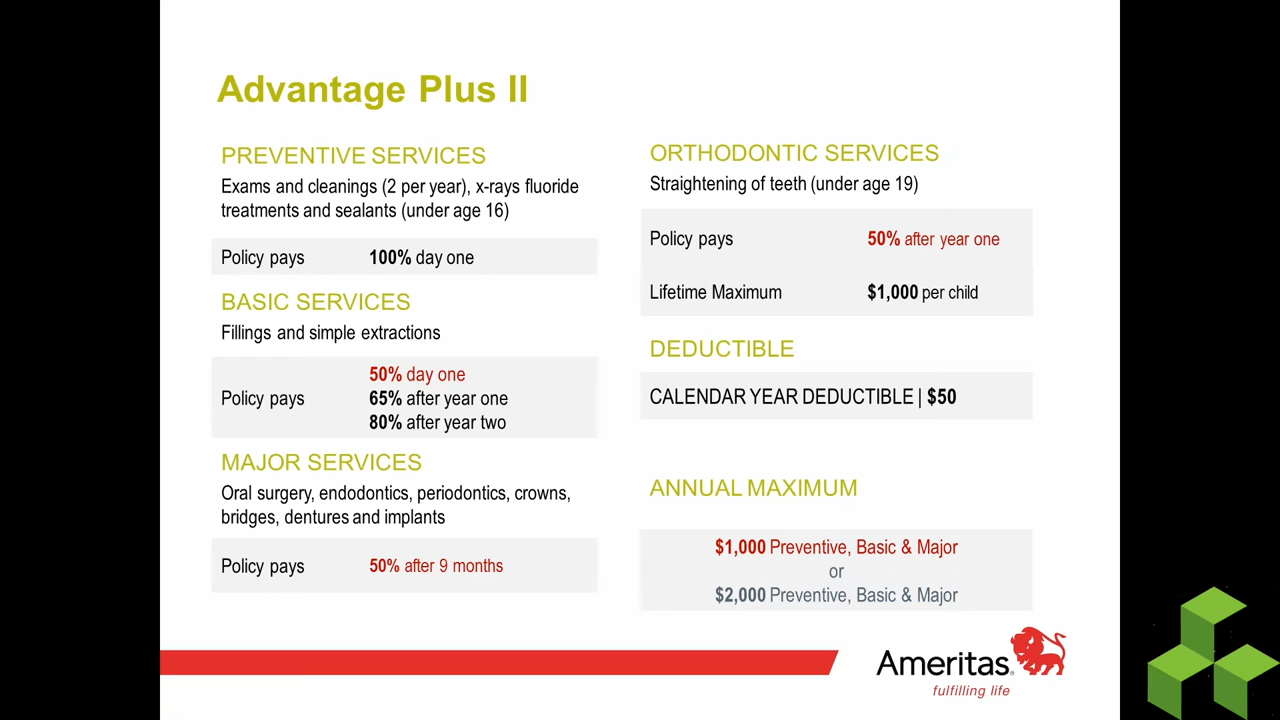 Advantage Plus II
PREVENTIVE SERVICES
Exams and cleanings (2 per year), x-rays fluoride
treatments and sealants (under age 16)
Policy pays 100% day one
BASIC SERVICES
Fillings and simple extractions
50% day one
Policy pays 65% after year one
80% after year two
MAJOR SERVICES
Oral surgery, endodontics, periodontics, crowns,
bridges, dentures and implants
Policy pays 50% after 9 months
ORTHODONTIC SERVICES
Straightening of teeth (under age 19)
Policy pays 50% after year one
Lifetime Maximum $1,000 per child
DEDUCTIBLE
CALENDAR YEAR DEDUCTIBLE | $50
ANNUAL MAXIMUM
$1,000 Preventive, Basic & Major
or
$2,000 Preventive, Basic & Major
Ameritas®
fulfilling life